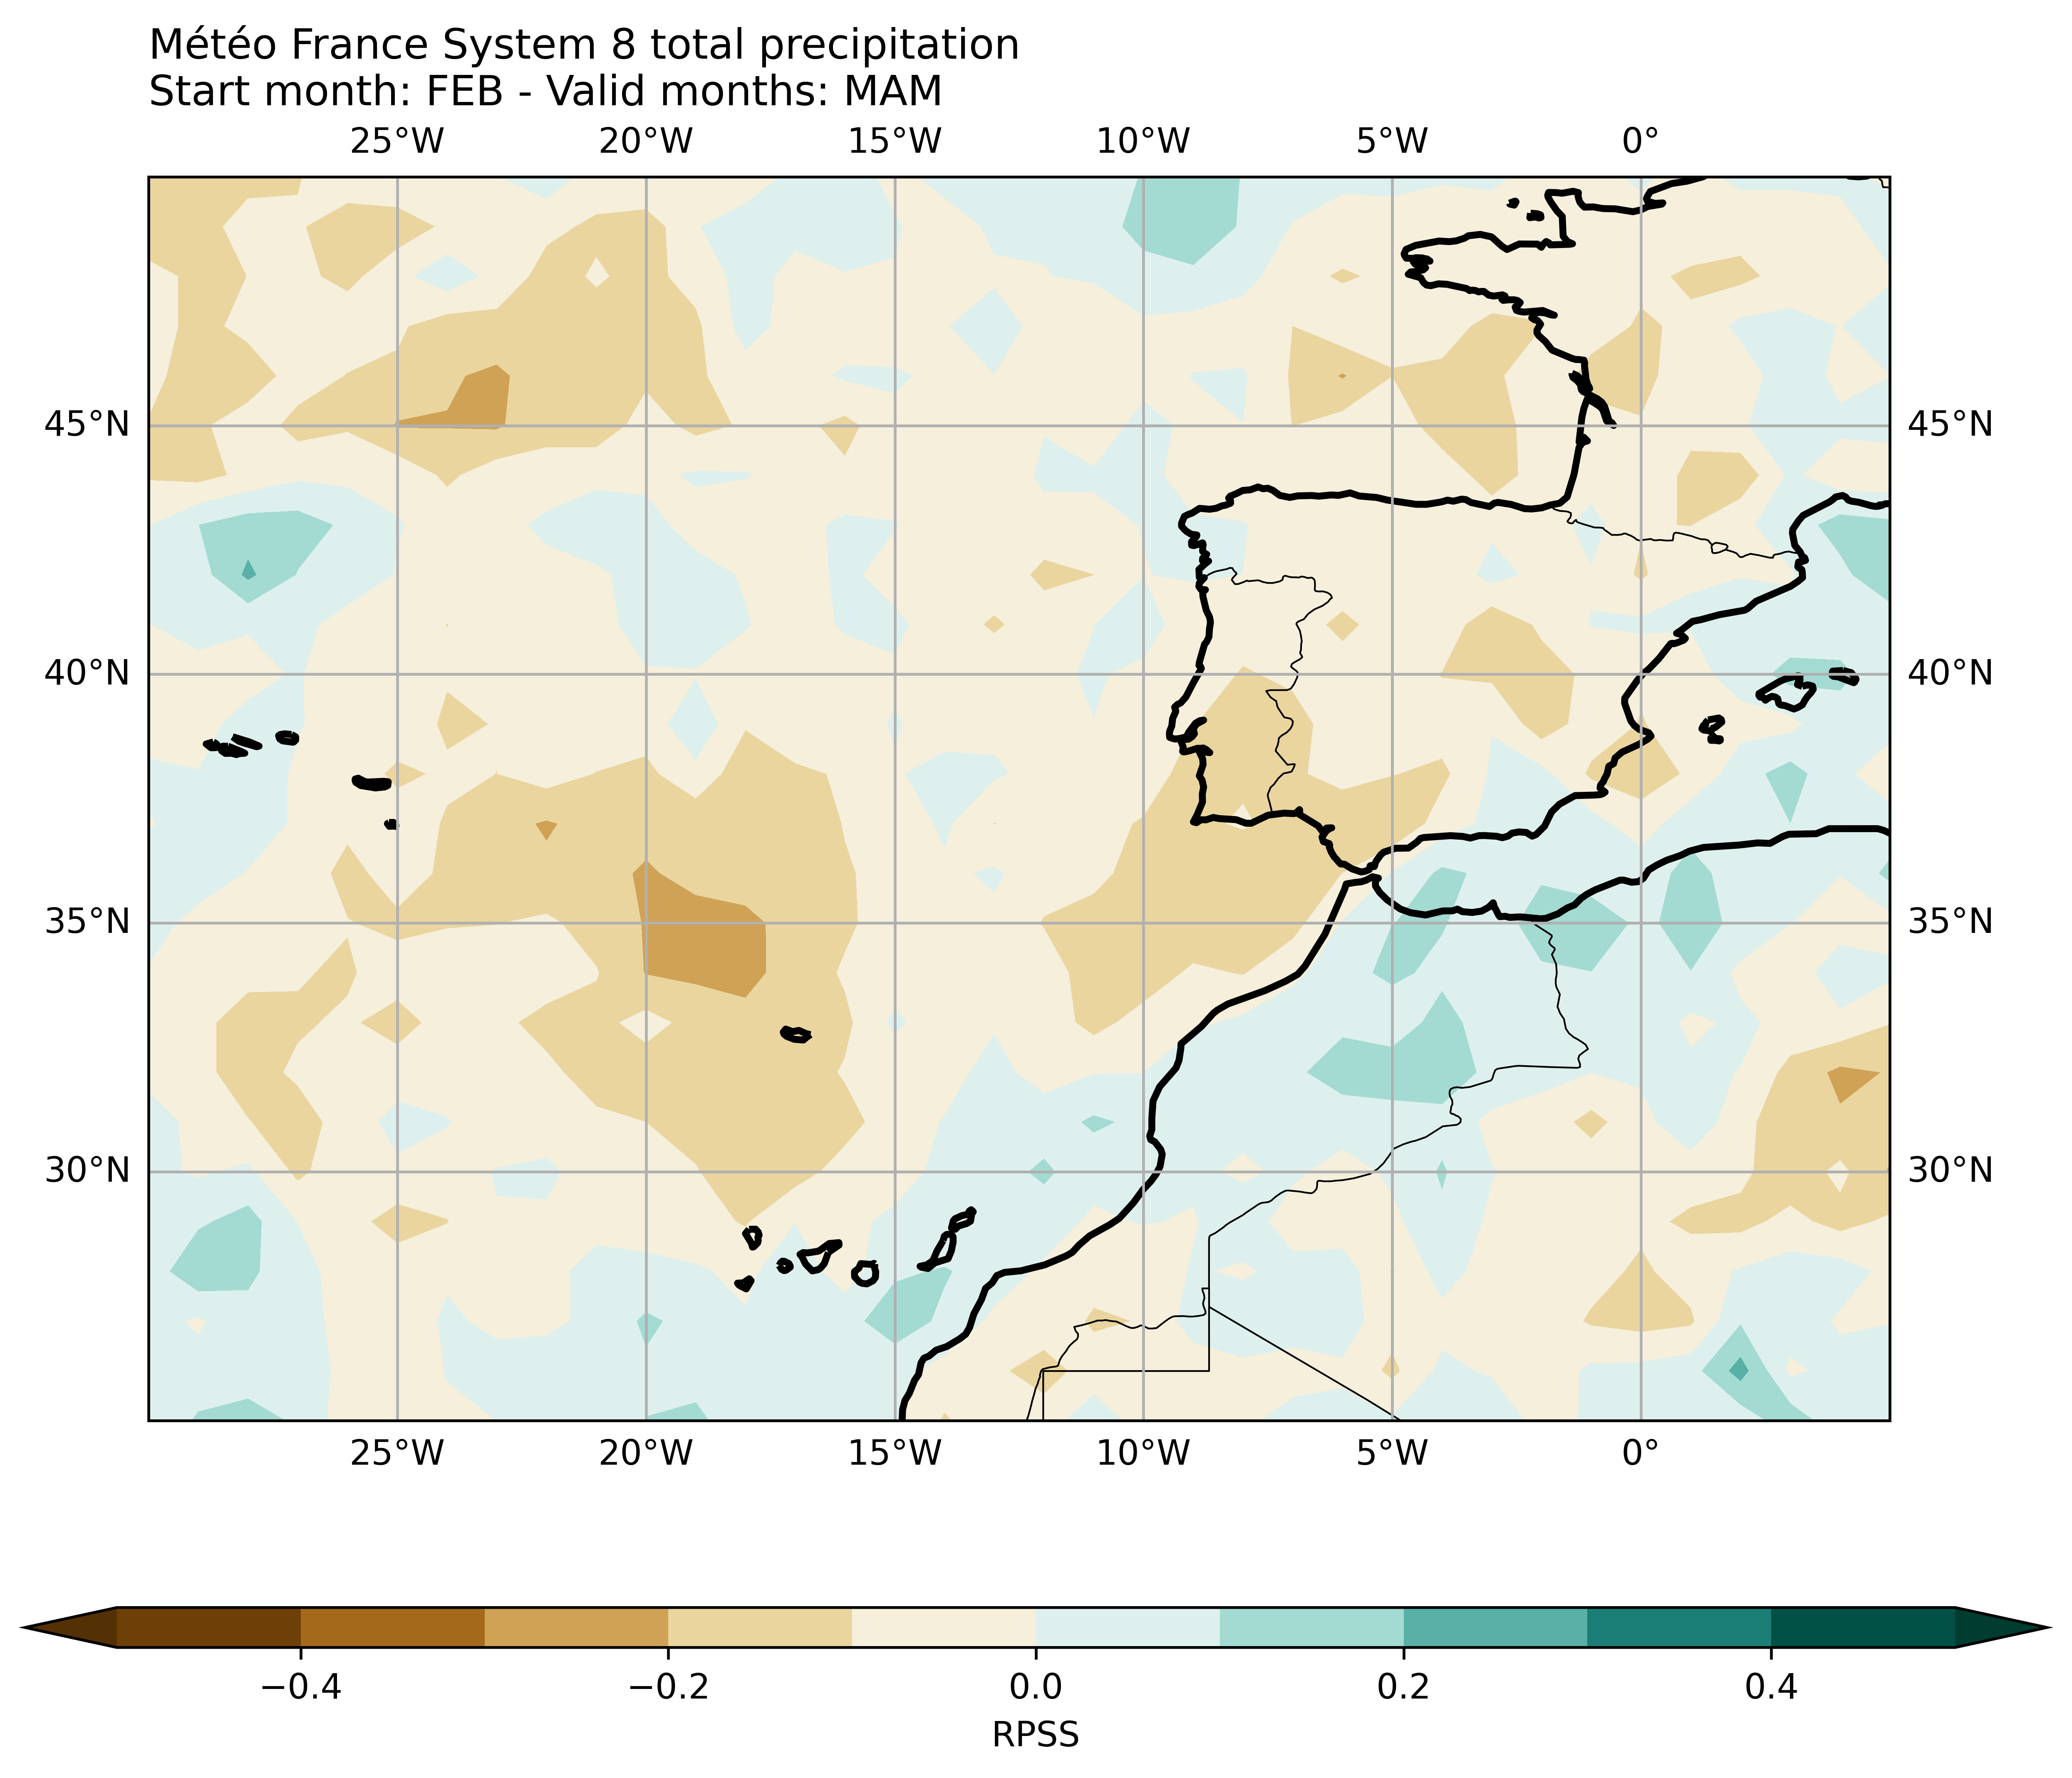 Météo France System 8 total precipitation
Start month: FEB - Valid months: MAM
25°W 20°W 15°W 10°W 5°W 0°
45°N 45°N
40°N 40°N
35°N 35°N
30°N 30°N
25°W 20°W 15°W 10°W 5°W 0°
−0.4 −0.2 0.0 0.2 0.4
RPSS